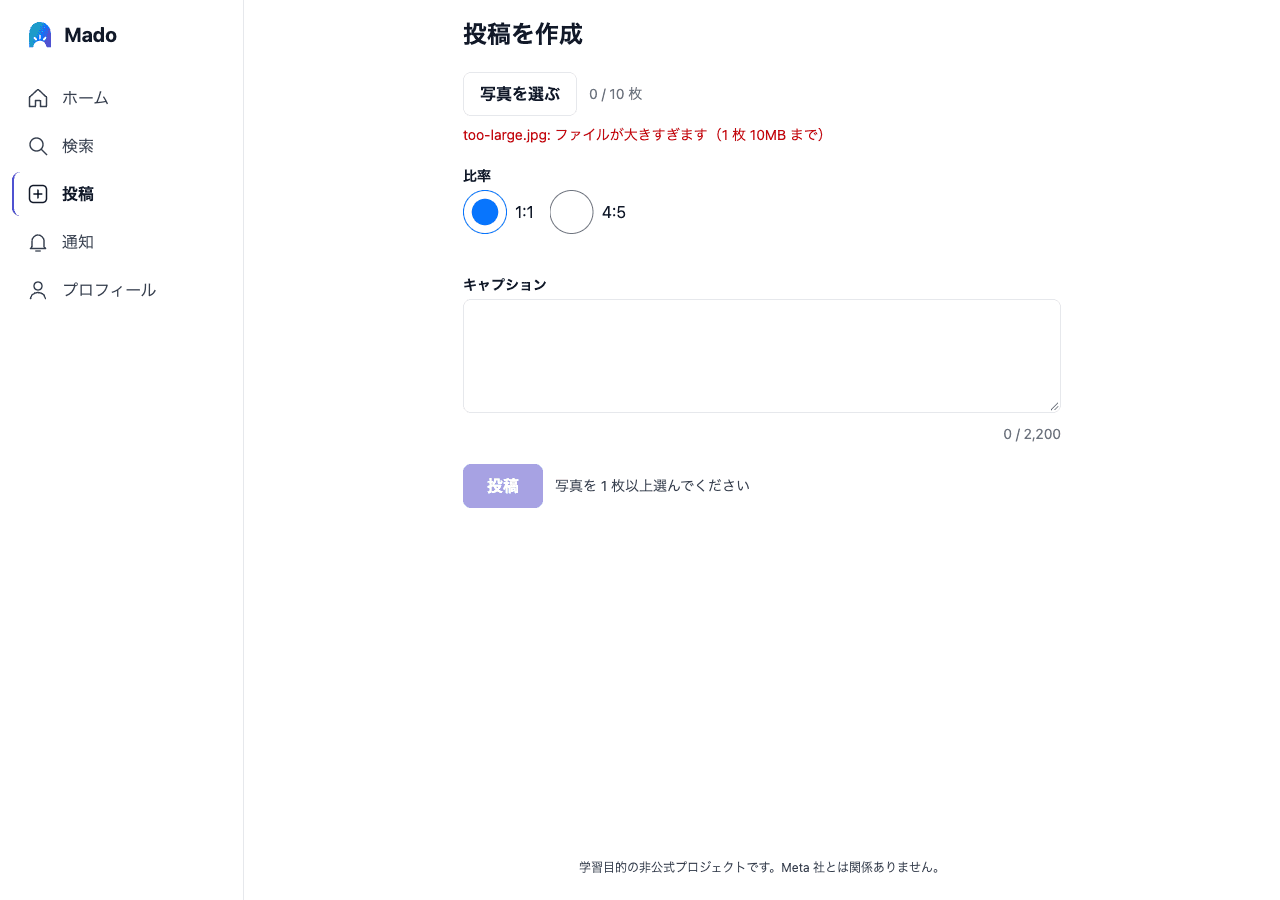 Mado
ホーム
検索
投稿
通知
プロフィール
投稿を作成
写真を選ぶ 0 / 10 枚
too-large.jpg: ファイルが大きすぎます（1 枚 10MB まで）
比率
1:1 4:5
キャプション
0 / 2,200
投稿 写真を 1 枚以上選んでください
学習目的の非公式プロジェクトです。Meta 社とは関係ありません。